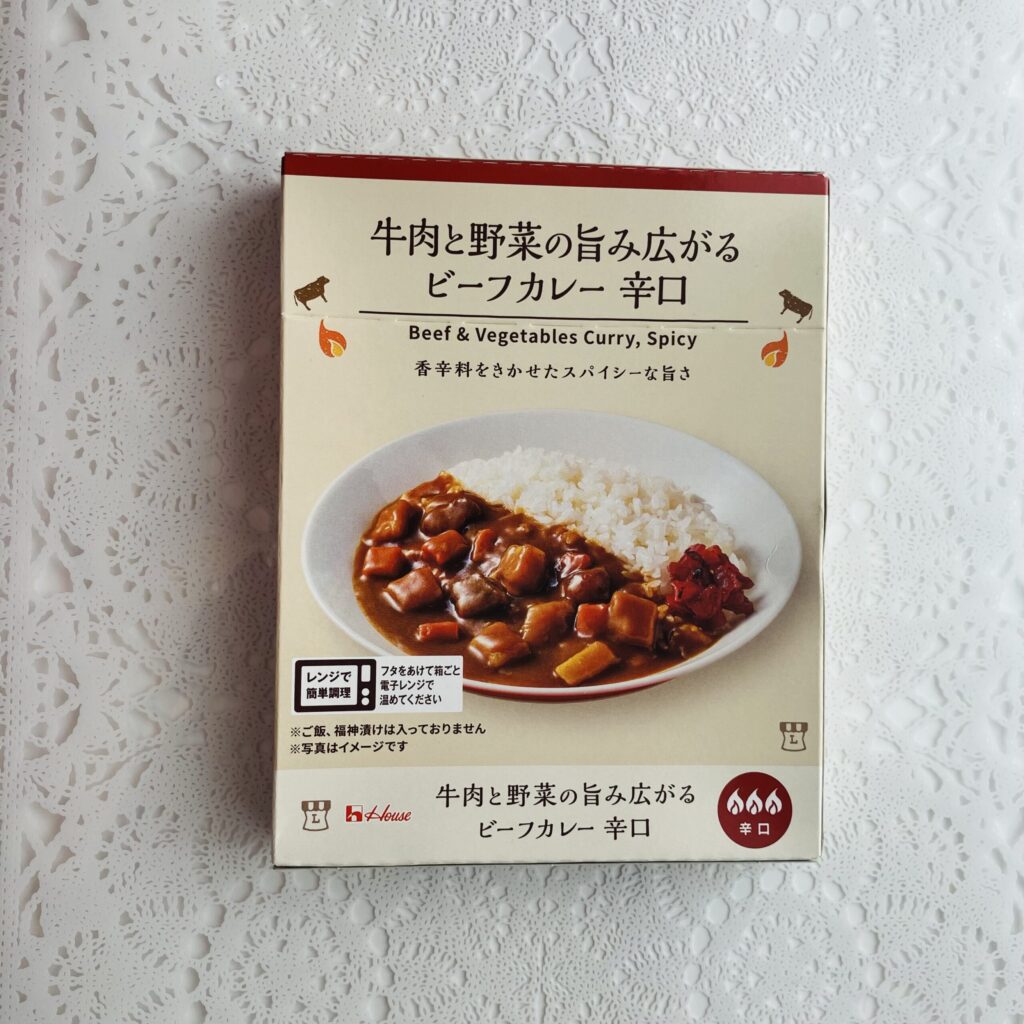 牛肉と野菜の旨み広がる
ビーフカレー 辛口
Beef & Vegetables Curry, Spicy
香辛料をきかせたスパイシーな旨さ
レンジで
簡単調理
フタをあけて箱ごと
電子レンジで
温めてください
※ご飯、福神漬けは入っておりません
※写真はイメージです
L
L
House
牛肉と野菜の旨み広がる
ビーフカレー 辛口
辛口